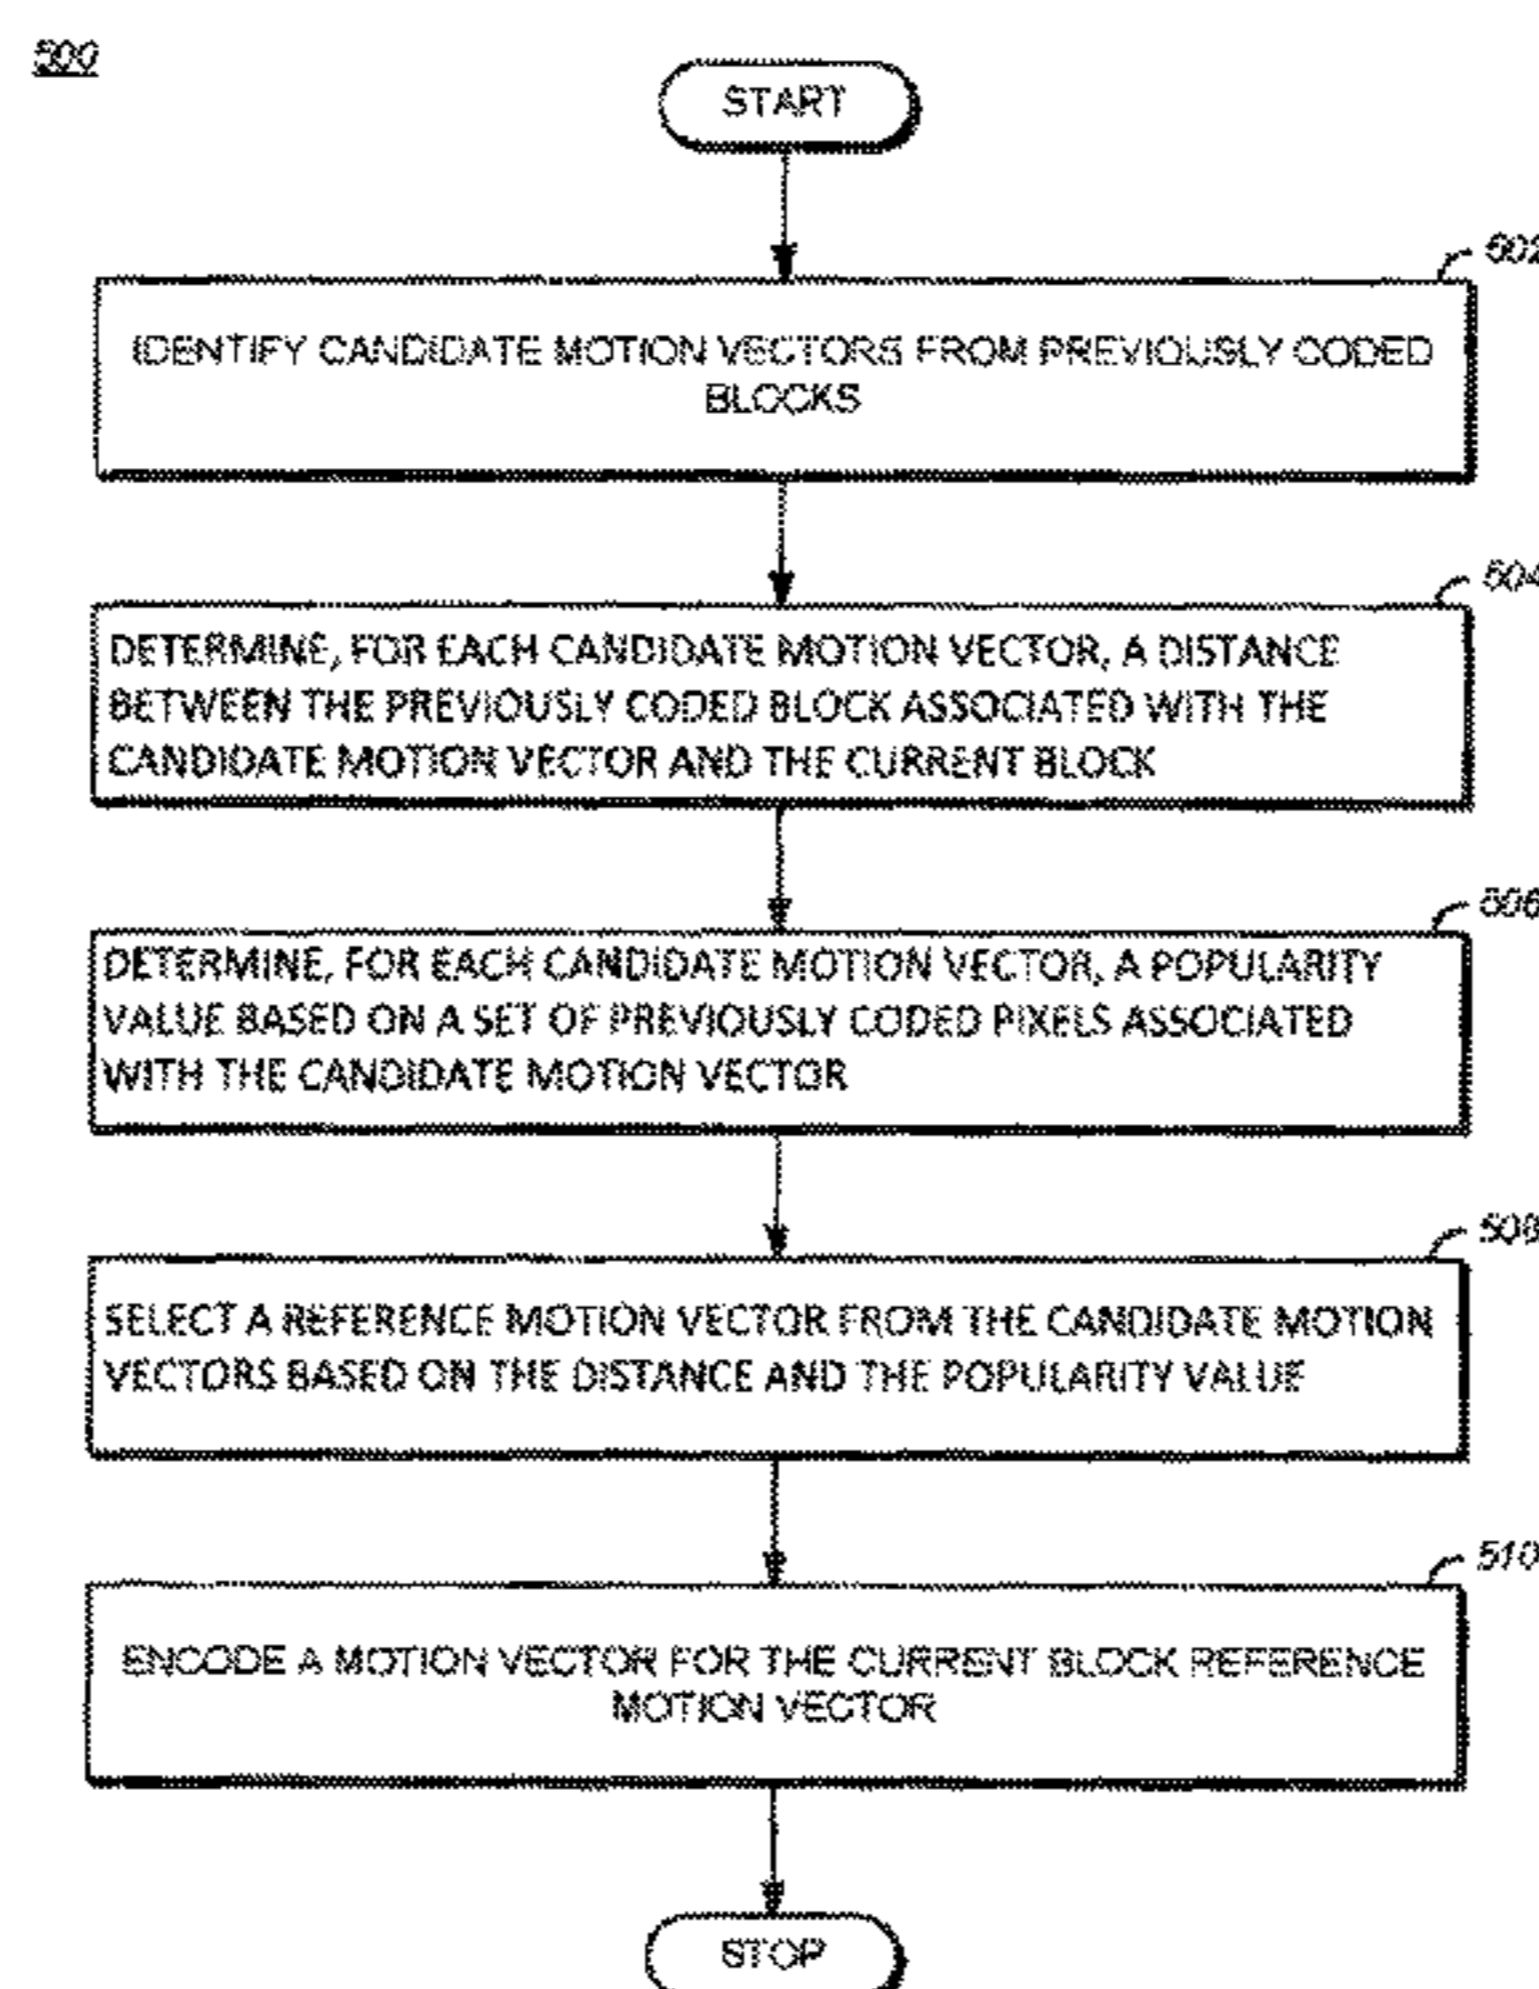 500
START
502
IDENTIFY CANDIDATE MOTION VECTORS FROM PREVIOUSLY CODED
BLOCKS
504
DETERMINE, FOR EACH CANDIDATE MOTION VECTOR, A DISTANCE
BETWEEN THE PREVIOUSLY CODED BLOCK ASSOCIATED WITH THE
CANDIDATE MOTION VECTOR AND THE CURRENT BLOCK
506
DETERMINE, FOR EACH CANDIDATE MOTION VECTOR, A POPULARITY
VALUE BASED ON A SET OF PREVIOUSLY CODED PIXELS ASSOCIATED
WITH THE CANDIDATE MOTION VECTOR
508
SELECT A REFERENCE MOTION VECTOR FROM THE CANDIDATE MOTION
VECTORS BASED ON THE DISTANCE AND THE POPULARITY VALUE
510
ENCODE A MOTION VECTOR FOR THE CURRENT BLOCK REFERENCE
MOTION VECTOR
STOP